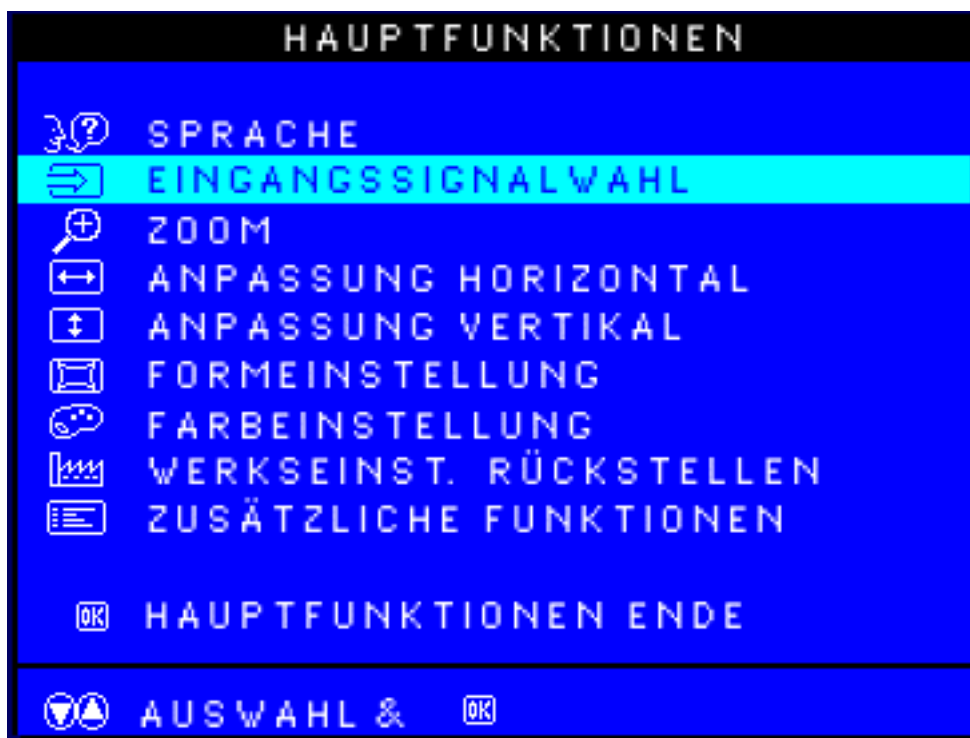 HAUPTFUNKTIONEN
SPRACHE
EINGANGSSIGNALWAHL
ZOOM
ANPASSUNG HORIZONTAL
ANPASSUNG VERTIKAL
FORMEINSTELLUNG
FARBEINSTELLUNG
WERKSEINST. RÜCKSTELLEN
ZUSÄTZLICHE FUNKTIONEN
OK HAUPTFUNKTIONEN ENDE
AUSWAHL & OK